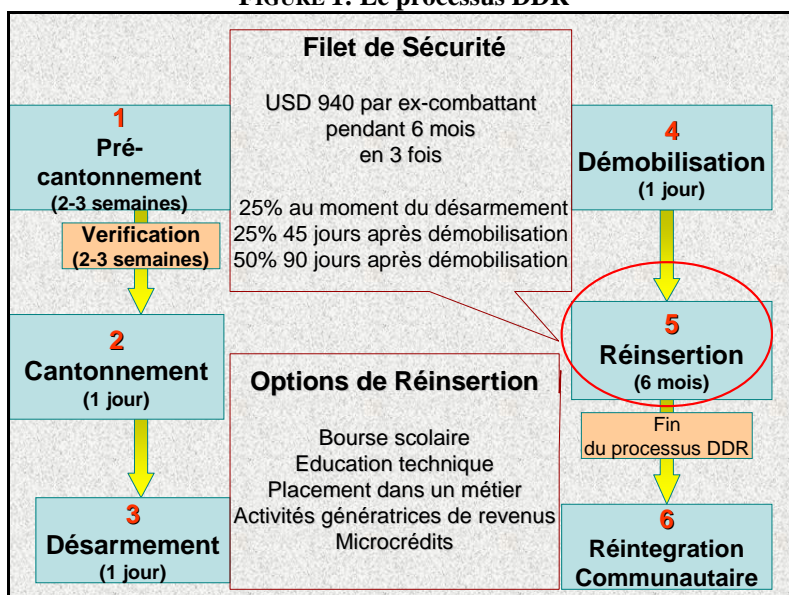 FIGURE 1: Le processus DDR
1
Pré-
cantonnement
(2-3 semaines)
Verification
(2-3 semaines)
2
Cantonnement
(1 jour)
3
Désarmement
(1 jour)
Filet de Sécurité
USD 940 par ex-combattant
pendant 6 mois
en 3 fois
25% au moment du désarmement
25% 45 jours après démobilisation
50% 90 jours après démobilisation
Options de Réinsertion
Bourse scolaire
Education technique
Placement dans un métier
Activités génératrices de revenus
Microcrédits
4
Démobilisation
(1 jour)
5
Réinsertion
(6 mois)
Fin
du processus DDR
6
Réintegration
Communautaire